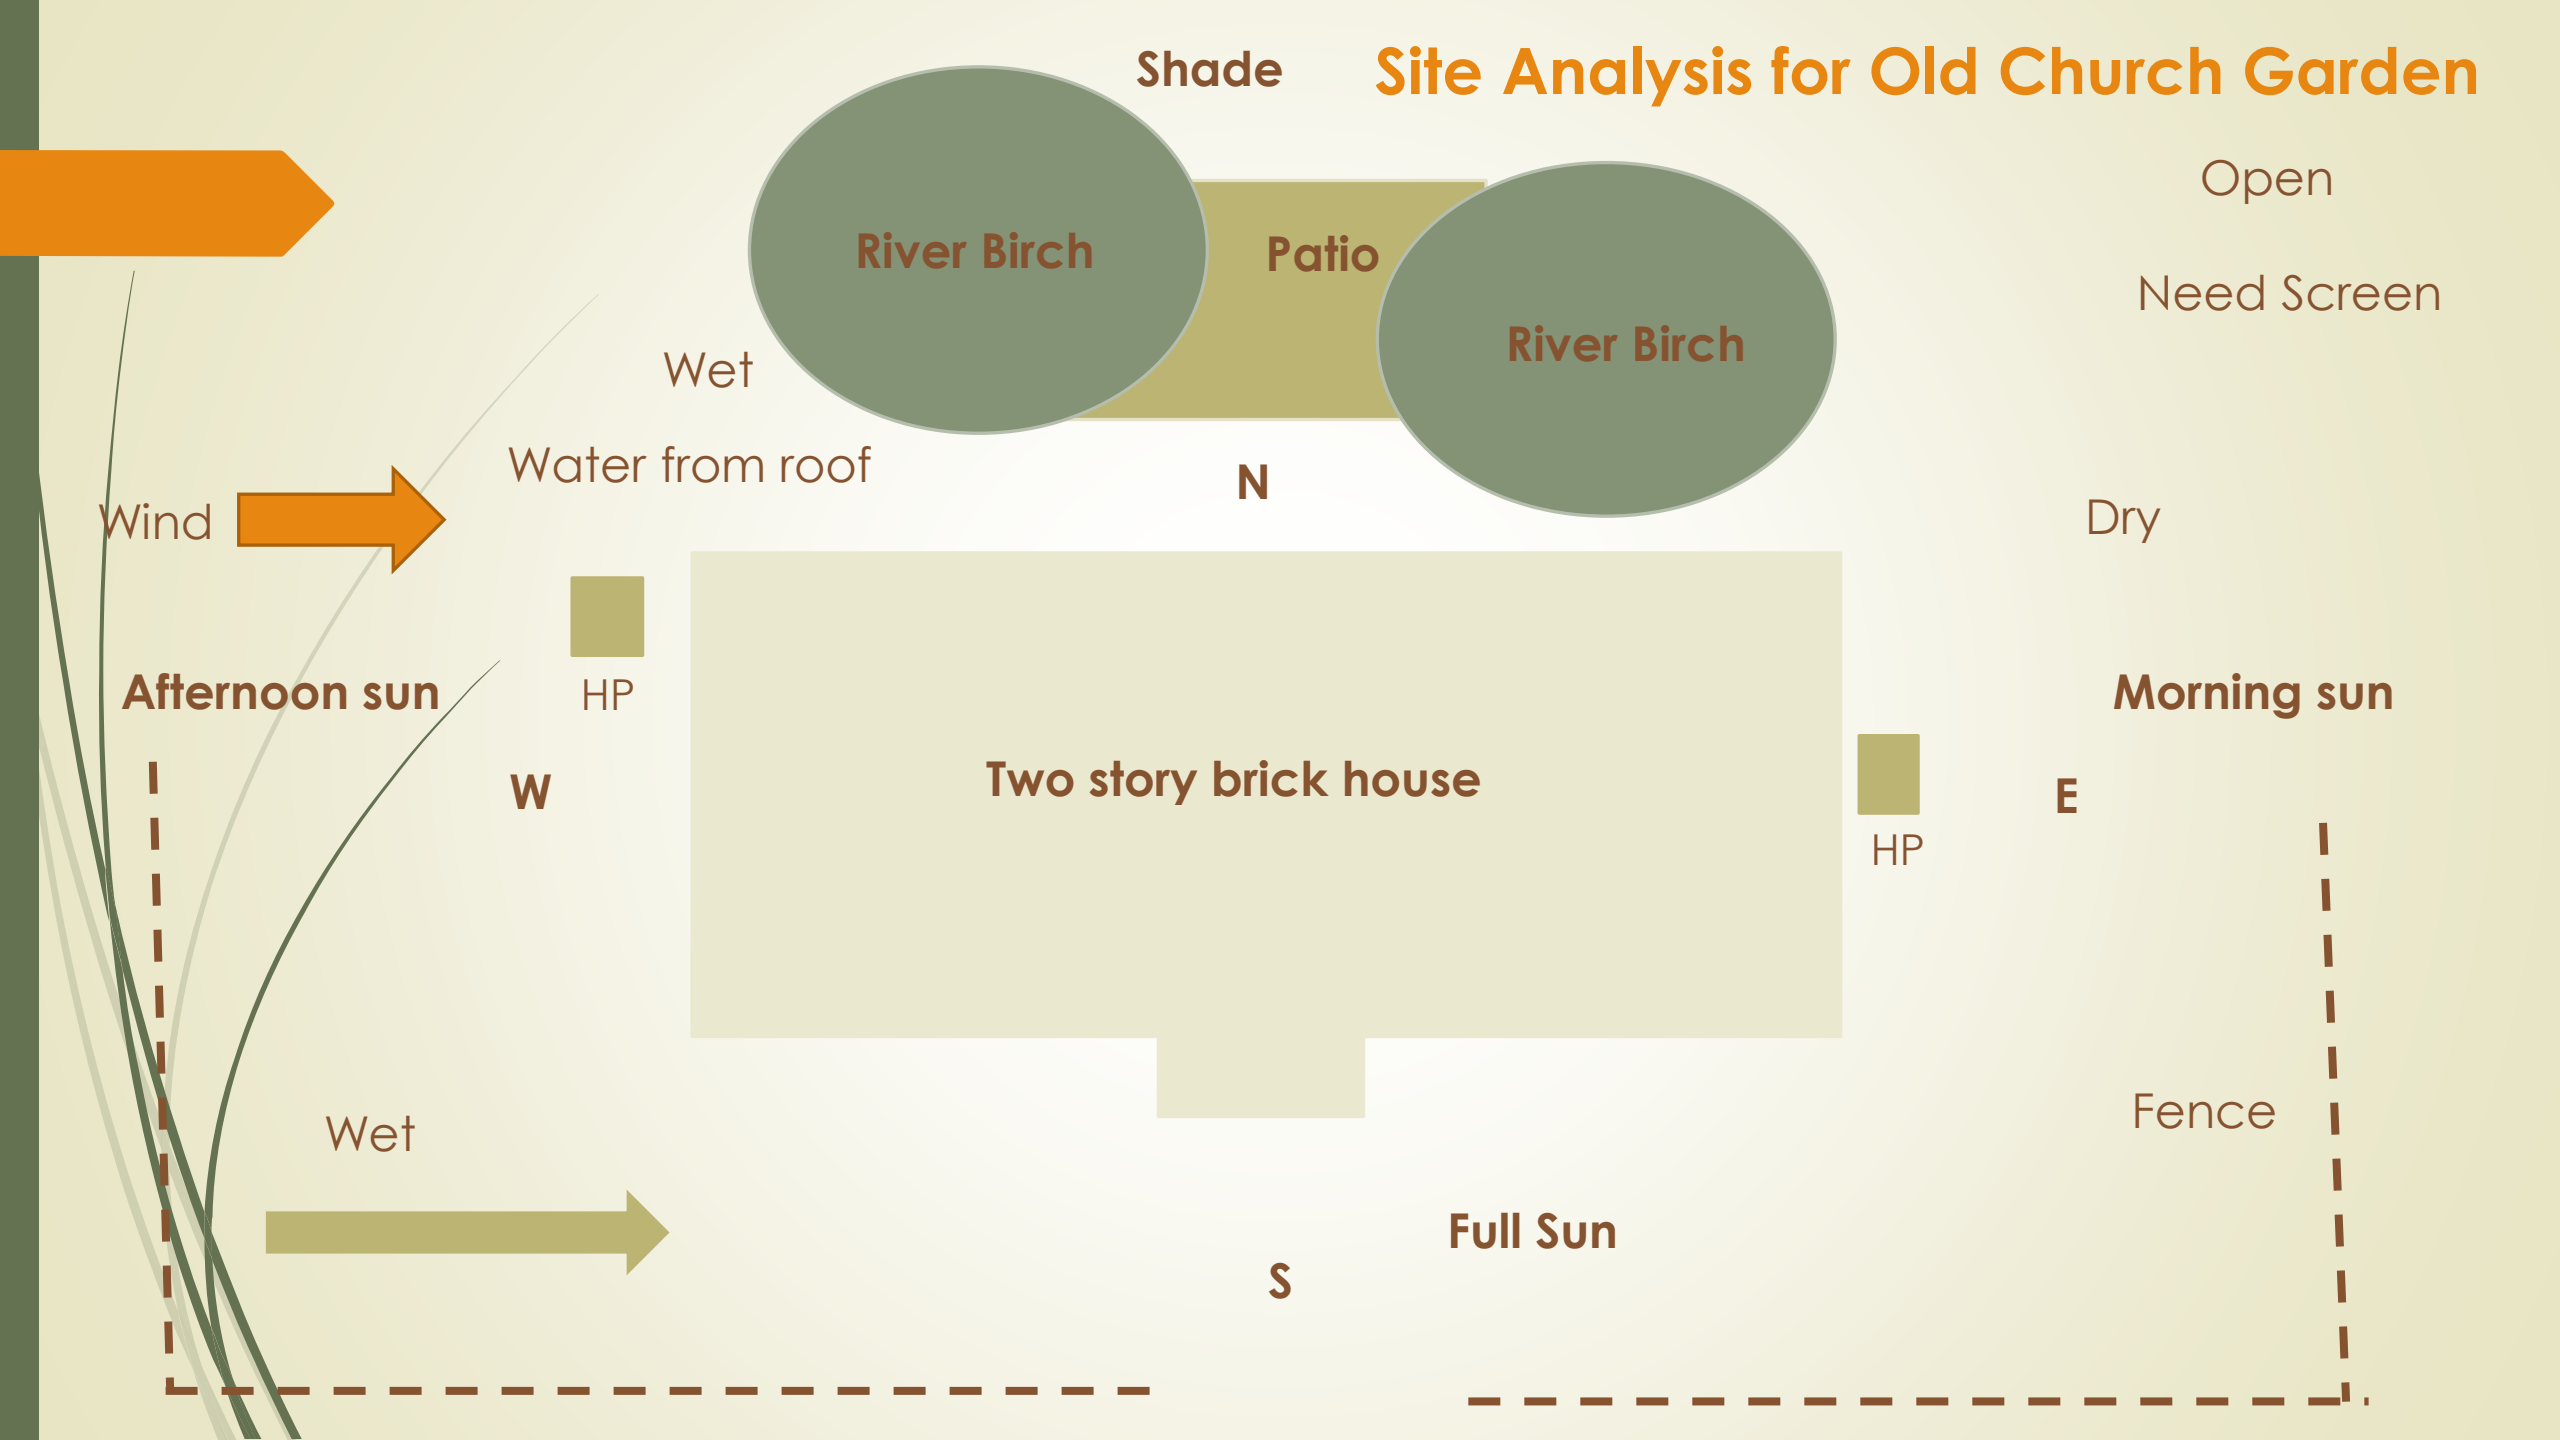 Shade
Site Analysis for Old Church Garden
Open
River Birch
Patio
Need Screen
River Birch
Wet
Water from roof
N
Wind
Dry
Afternoon sun
HP
Morning sun
W
Two story brick house
E
HP
Wet
Fence
Full Sun
S